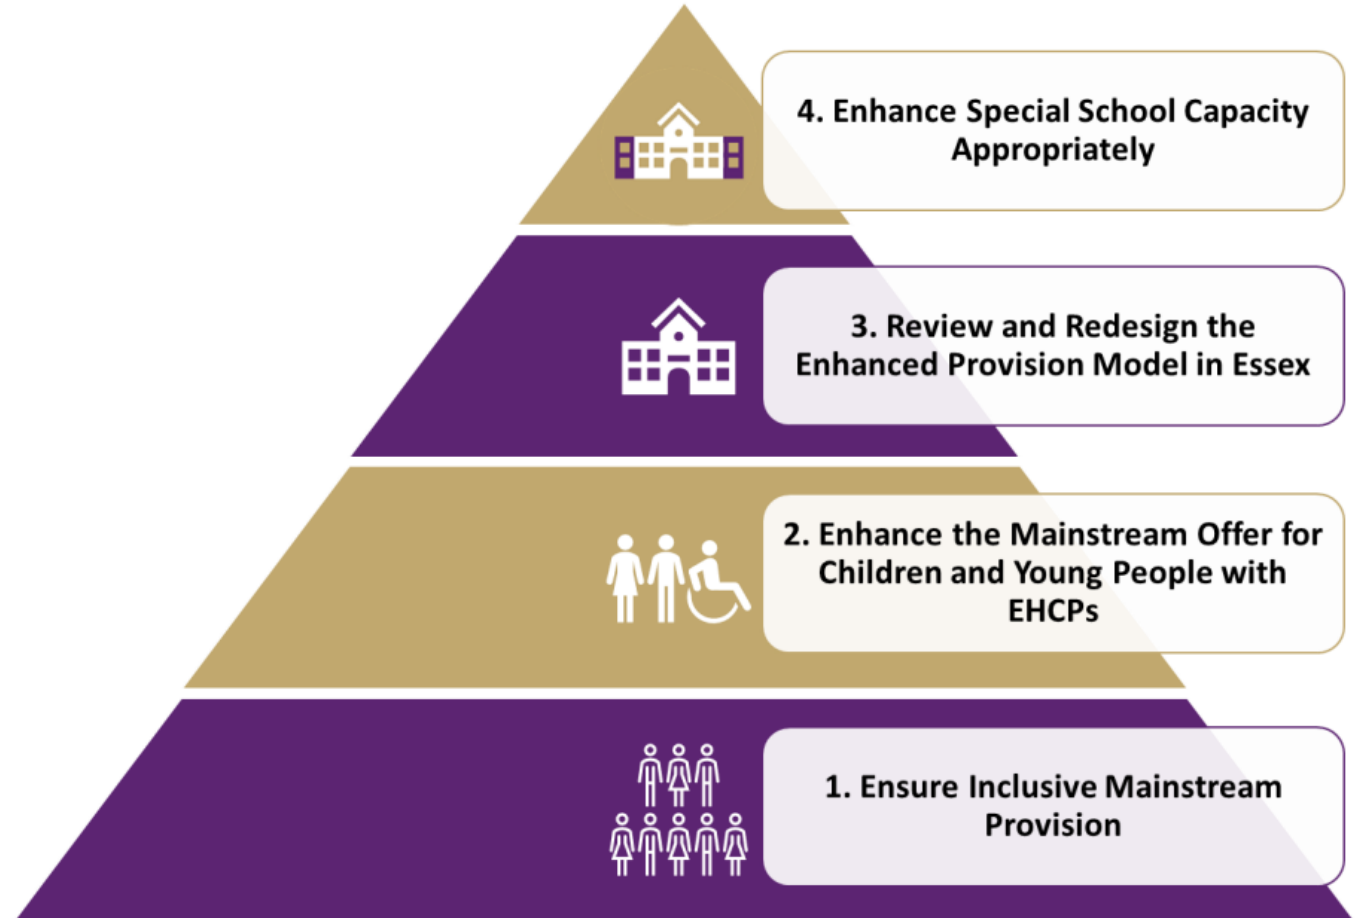 4. Enhance Special School Capacity
Appropriately
3. Review and Redesign the
Enhanced Provision Model in Essex
2. Enhance the Mainstream Offer for
Children and Young People with
EHCPs
1. Ensure Inclusive Mainstream
Provision